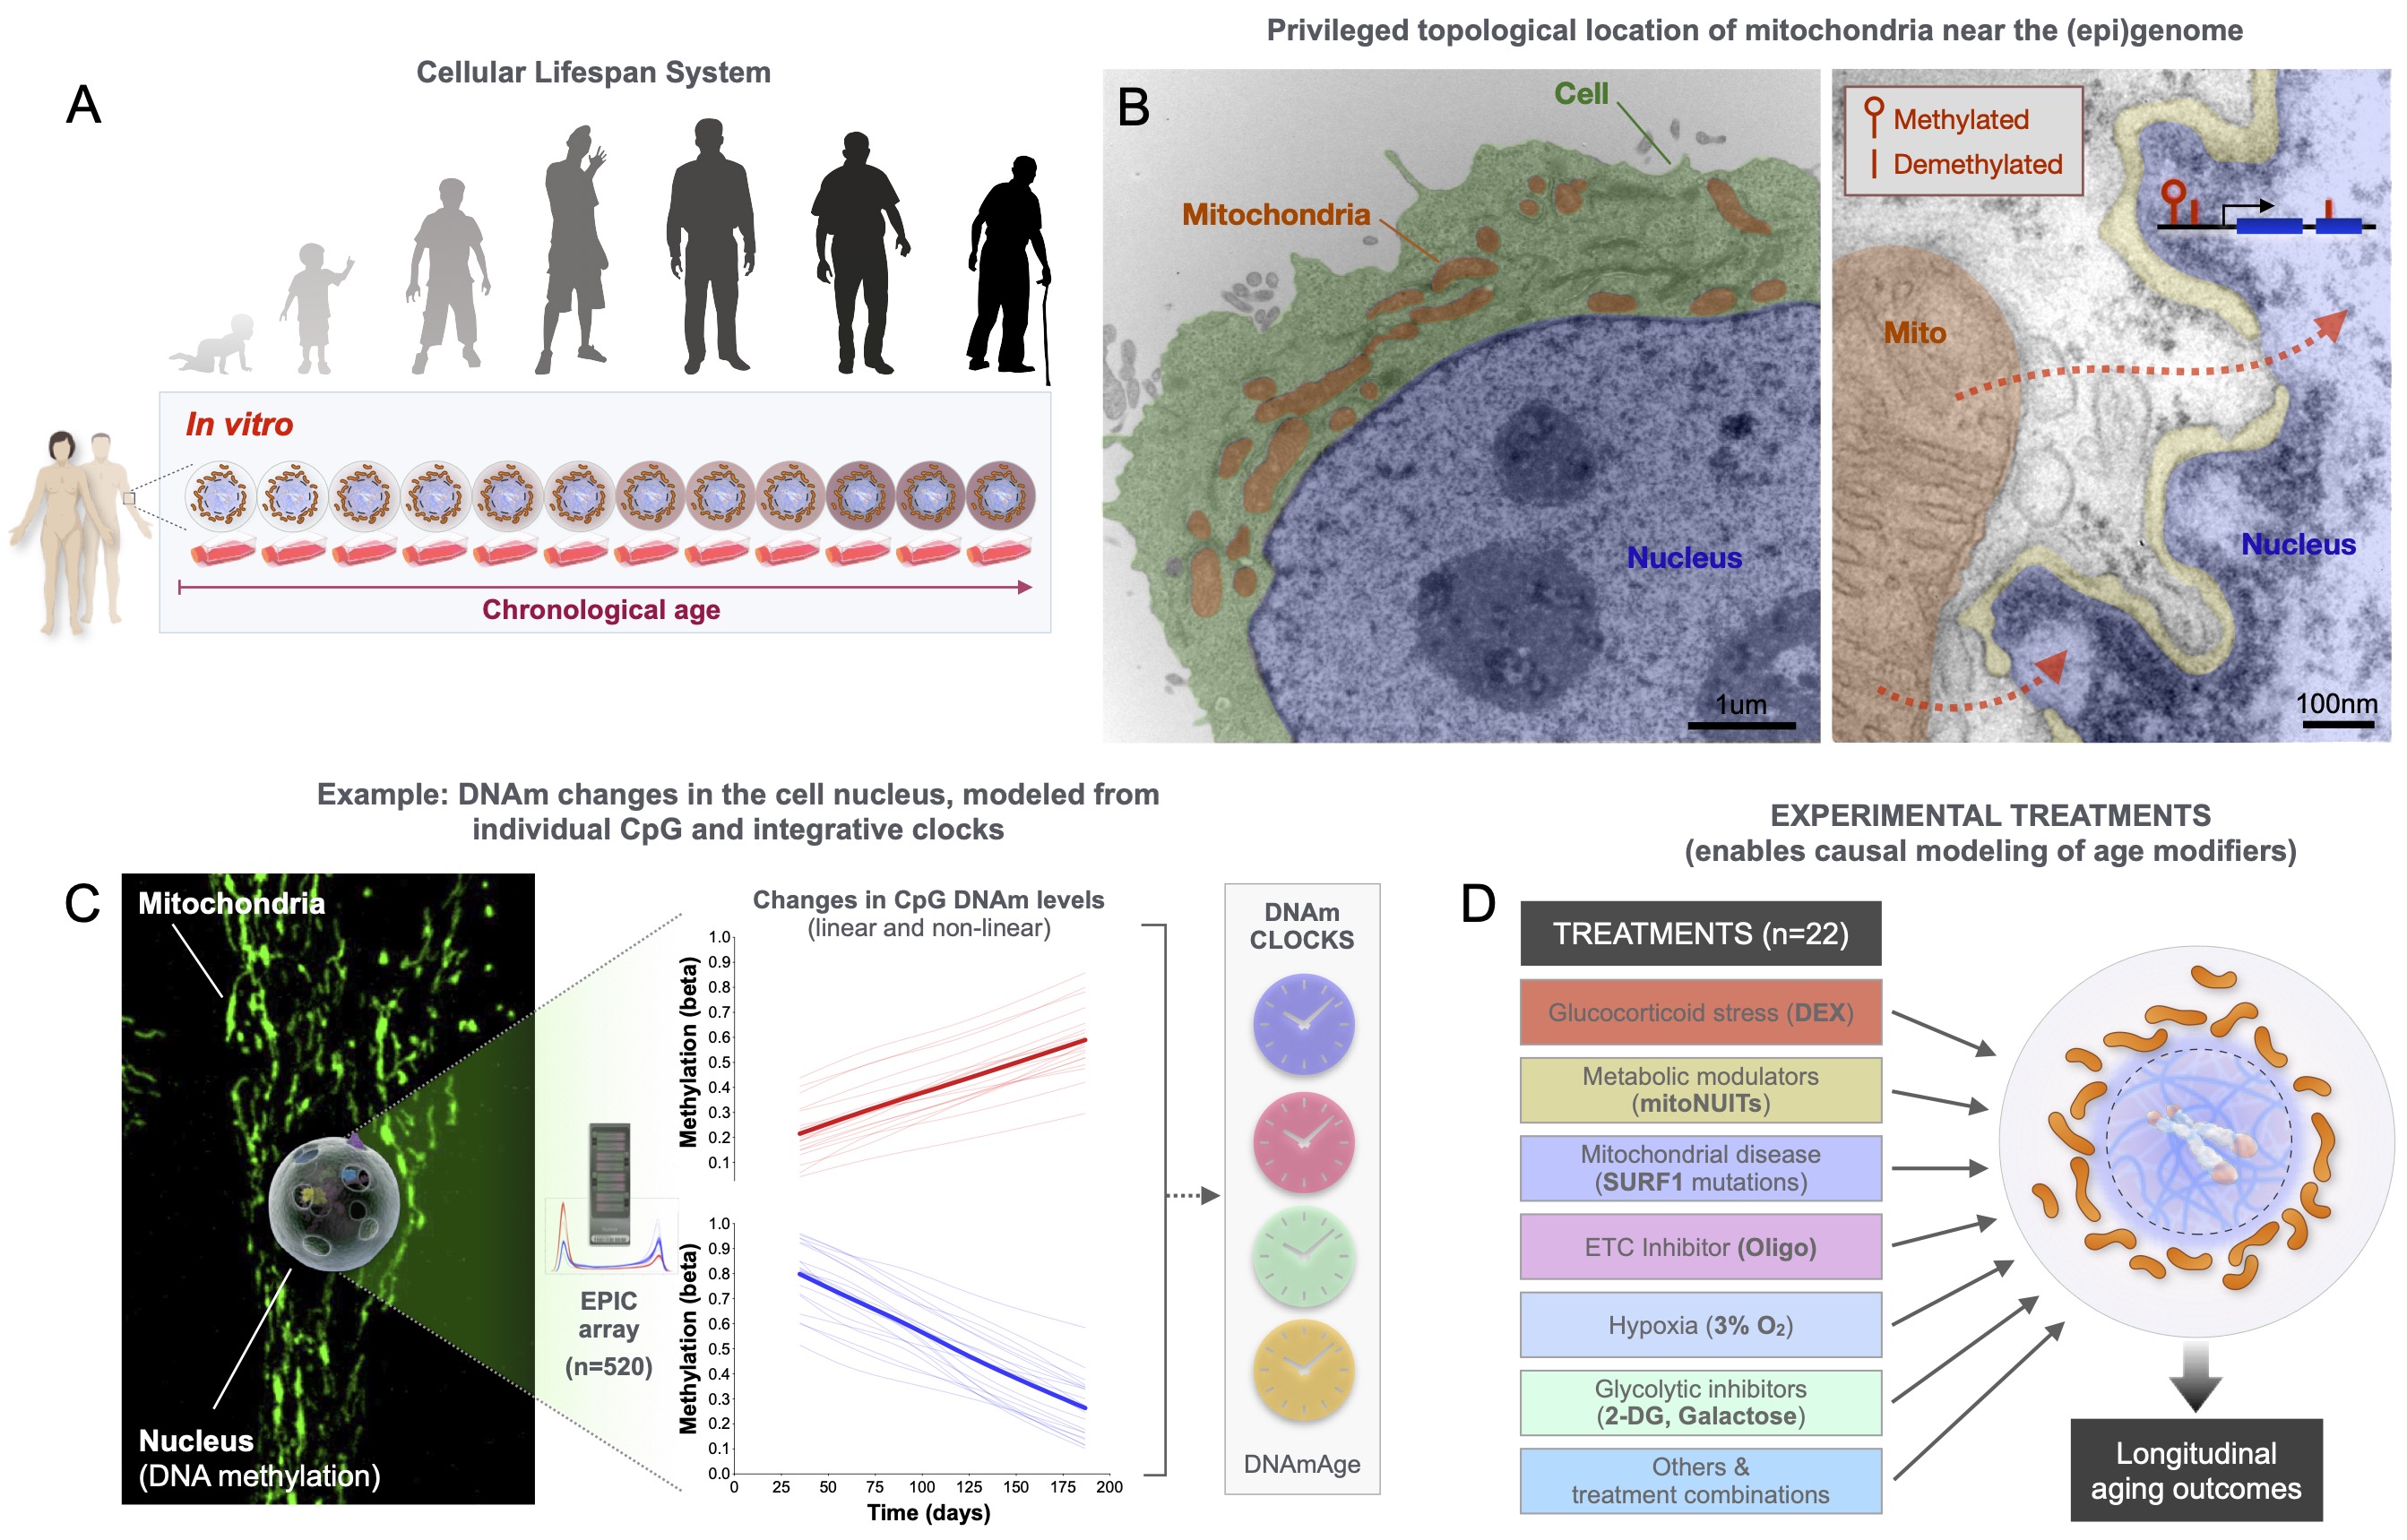 A
Cellular Lifespan System
In vitro
Chronological age
Privileged topological location of mitochondria near the (epi)genome
B
Cell
Mitochondria
Nucleus
1um
Methylated
Demethylated
Mito
Nucleus
100nm
Example: DNAm changes in the cell nucleus, modeled from
individual CpG and integrative clocks
C
Mitochondria
Nucleus
(DNA methylation)
EPIC
array
(n=520)
Changes in CpG DNAm levels
(linear and non-linear)
Methylation (beta)
1.0
0.9
0.8
0.7
0.6
0.5
0.4
0.3
0.2
0.1
Methylation (beta)
1.0
0.9
0.8
0.7
0.6
0.5
0.4
0.3
0.2
0.1
0.0
0 25 50 75 100 125 150 175 200
Time (days)
DNAm
CLOCKS
DNAmAge
EXPERIMENTAL TREATMENTS
(enables causal modeling of age modifiers)
D
TREATMENTS (n=22)
Glucocorticoid stress (DEX)
Metabolic modulators
(mitoNUITs)
Mitochondrial disease
(SURF1 mutations)
ETC Inhibitor (Oligo)
Hypoxia (3% O₂)
Glycolytic inhibitors
(2-DG, Galactose)
Others &
treatment combinations
Longitudinal
aging outcomes